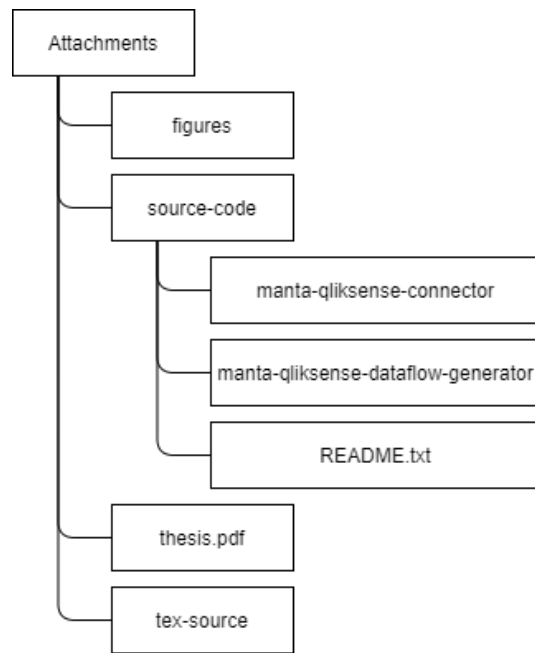 Attachments
figures
source-code
manta-qliksense-connector
manta-qliksense-dataflow-generator
README.txt
thesis.pdf
tex-source